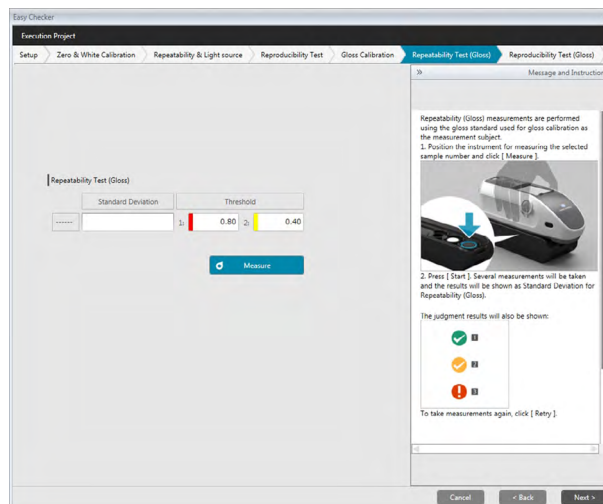 Easy Checker
Execution Project
Setup
Zero & White Calibration
Repeatability & Light source
Reproducibility Test
Gloss Calibration
Repeatability Test (Gloss)
Reproducibility Test (Gloss)
Repeatability Test (Gloss)
Standard Deviation
Threshold
------
1:
0.80
2:
0.40
Measure
»
Message and Instruction
Repeatability (Gloss) measurements are performed
using the gloss standard used for gloss calibration as
the measurement subject.
1. Position the instrument for measuring the selected
sample number and click [ Measure ].
2. Press [ Start ]. Several measurements will be taken
and the results will be shown as Standard Deviation for
Repeatability (Gloss).
The judgment results will also be shown:
1
2
3
To take measurements again, click [ Retry ].
Cancel
< Back
Next >